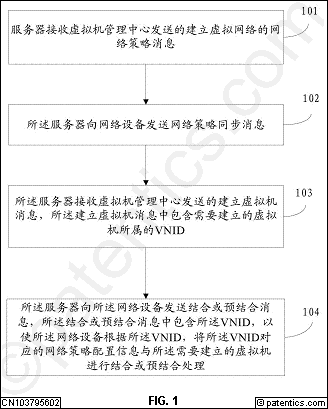 101
服务器接收虚拟机管理中心发送的建立虚拟网络的网
络策略消息
102
所述服务器向网络设备发送网络策略同步消息
103
所述服务器接收虚拟机管理中心发送的建立虚拟机
消息，所述建立虚拟机消息中包含需要建立的虚拟
机所属的VNID
104
所述服务器向所述网络设备发送结合或预结合消
息，所述结合或预结合消息中包含所述VNID，以
使所述网络设备根据所述VNID，将所述VNID对
应的网络策略配置信息与所述需要建立的虚拟机
进行结合或预结合处理
CN103795602
FIG. 1
© patentics.com
© patentics.com